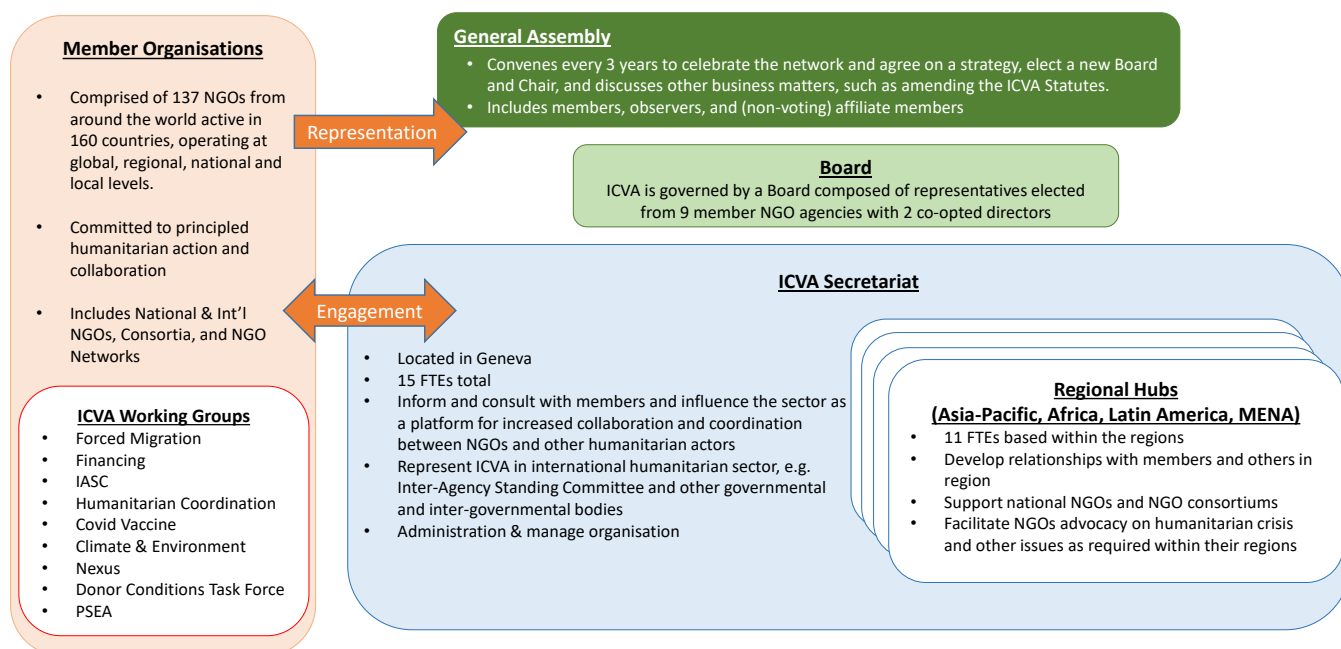 Member Organisations
• Comprised of 137 NGOs from
around the world active in
160 countries, operating at
global, regional, national and
local levels.
• Committed to principled
humanitarian action and
collaboration
• Includes National & Int'l
NGOs, Consortia, and NGO
Networks
ICVA Working Groups
• Forced Migration
• Financing
• IASC
• Humanitarian Coordination
• Covid Vaccine
• Climate & Environment
• Nexus
• Donor Conditions Task Force
• PSEA
Representation
Engagement
General Assembly
• Convenes every 3 years to celebrate the network and agree on a strategy, elect a new Board
and Chair, and discusses other business matters, such as amending the ICVA Statutes.
• Includes members, observers, and (non-voting) affiliate members
Board
ICVA is governed by a Board composed of representatives elected
from 9 member NGO agencies with 2 co-opted directors
ICVA Secretariat
• Located in Geneva
• 15 FTEs total
• Inform and consult with members and influence the sector as
a platform for increased collaboration and coordination
between NGOs and other humanitarian actors
• Represent ICVA in international humanitarian sector, e.g.
Inter-Agency Standing Committee and other governmental
and inter-governmental bodies
• Administration & manage organisation
Regional Hubs
(Asia-Pacific, Africa, Latin America, MENA)
• 11 FTEs based within the regions
• Develop relationships with members and others in
region
• Support national NGOs and NGO consortiums
• Facilitate NGOs advocacy on humanitarian crisis
and other issues as required within their regions